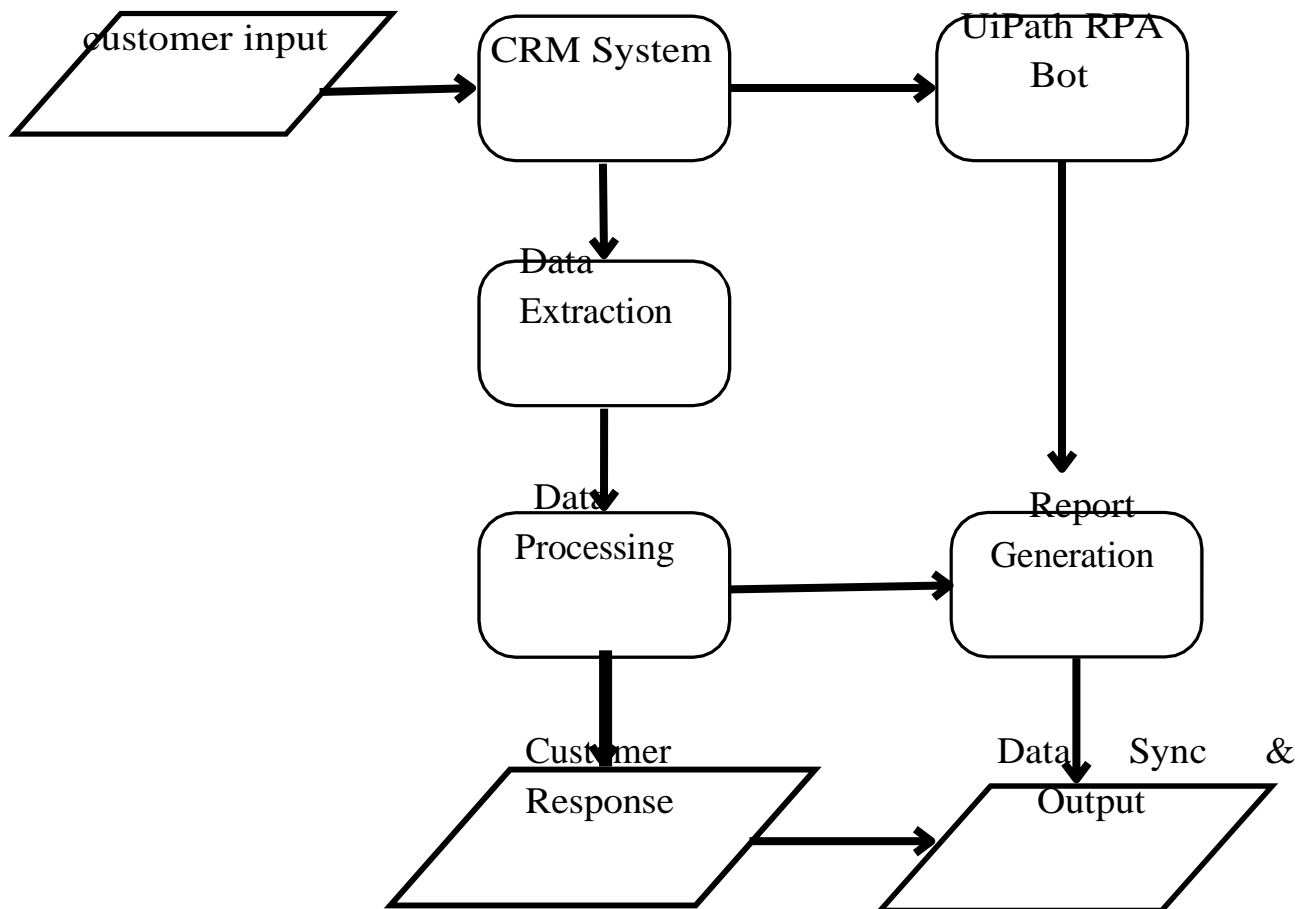 customer input
CRM System
UiPath RPA
Bot
Data
Extraction
Data
Processing
Report
Generation
Customer
Response
Data Sync &
Output